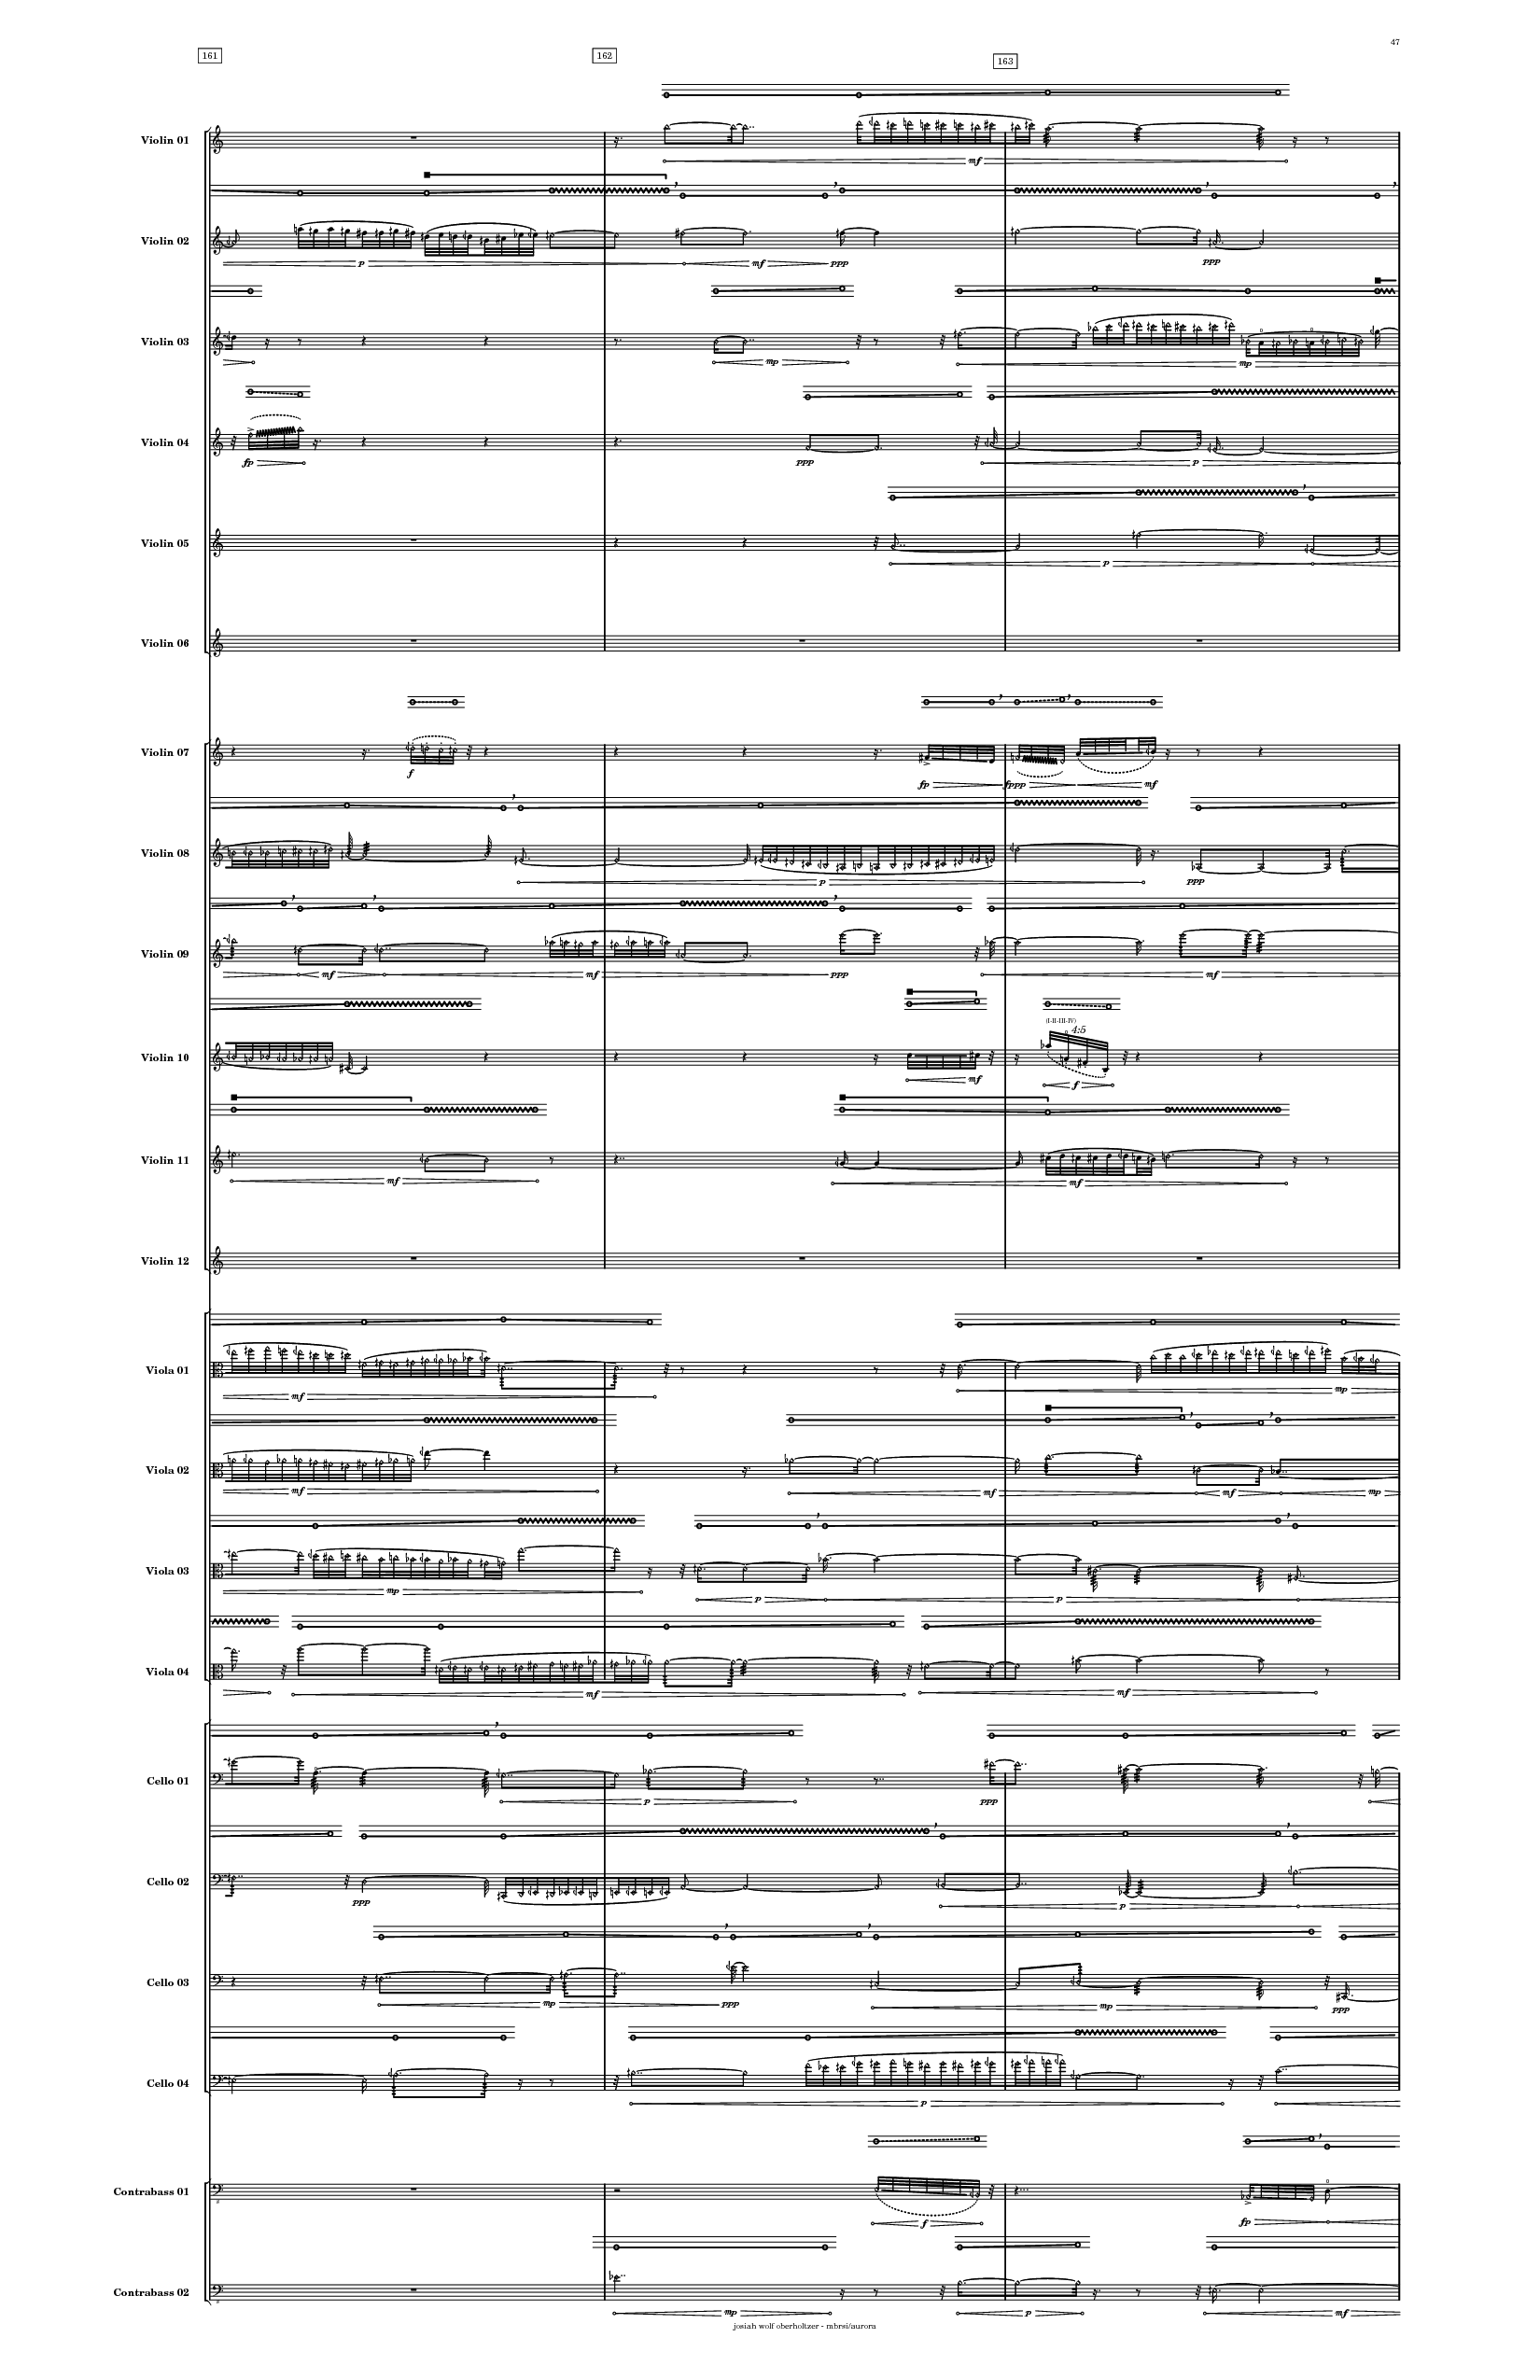 47
161 162 163
Violin 01
mf
Violin 02
p mf ppp ppp
Violin 03
mp mp
Violin 04
fp ppp p
Violin 05
p
Violin 06
Violin 07
f fp fppp mf
Violin 08
p ppp
Violin 09
mf mf ppp mf
(I-II-III-IV)
4:5
Violin 10
mf f
Violin 11
mf mf
Violin 12
Viola 01
mf mp
Viola 02
mf mf mf mp
Viola 03
mp p p
Viola 04
mf mf
Cello 01
p ppp
Cello 02
ppp p
Cello 03
mp ppp mp ppp
Cello 04
p
Contrabass 01
f fp
Contrabass 02
mp p mf
josiah wolf oberholtzer - mbrsi/aurora